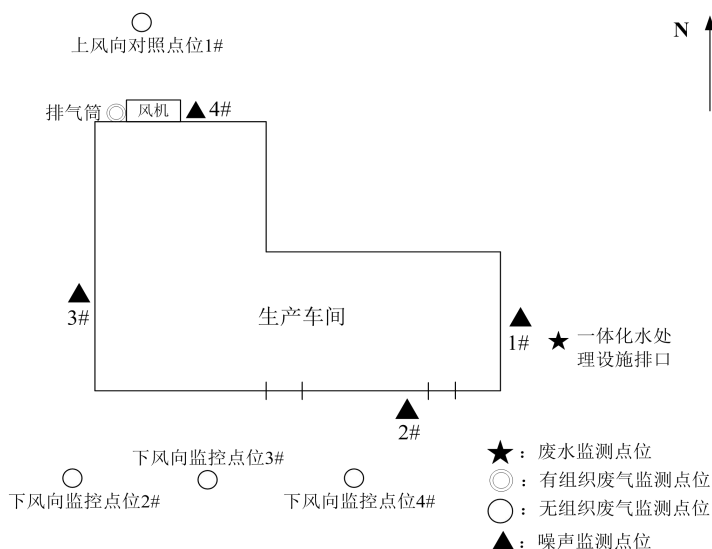 上风向对照点位1#
N
排气筒
风机
4#
3#
生产车间
1#
一体化水处
理设施排口
2#
下风向监控点位3#
下风向监控点位2#
下风向监控点位4#
：废水监测点位
：有组织废气监测点位
：无组织废气监测点位
：噪声监测点位